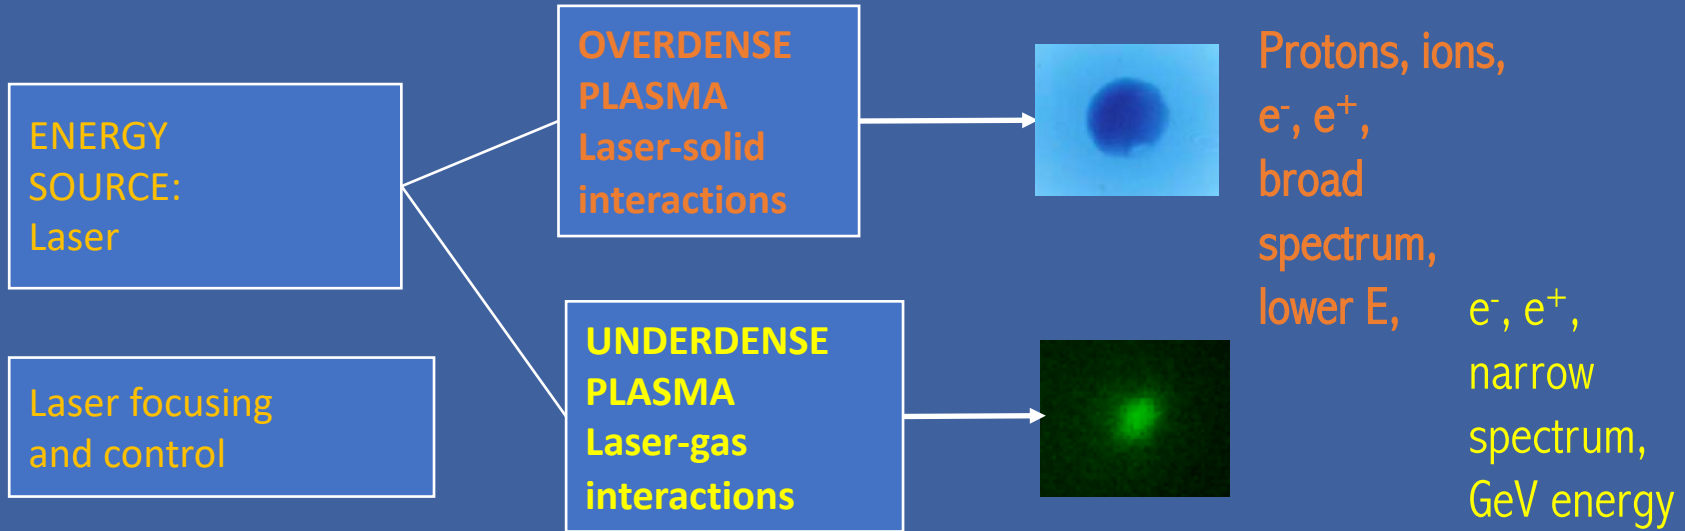 ENERGY
SOURCE:
Laser
Laser focusing
and control
OVERDENSE
PLASMA
Laser-solid
interactions
UNDERDENSE
PLASMA
Laser-gas
interactions
Protons, ions,
e⁻, e⁺,
broad
spectrum,
lower E,
e⁻, e⁺,
narrow
spectrum,
GeV energy